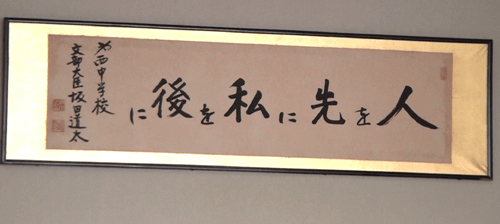 人を先に私を後に
西中学校
文部大臣坂田道太